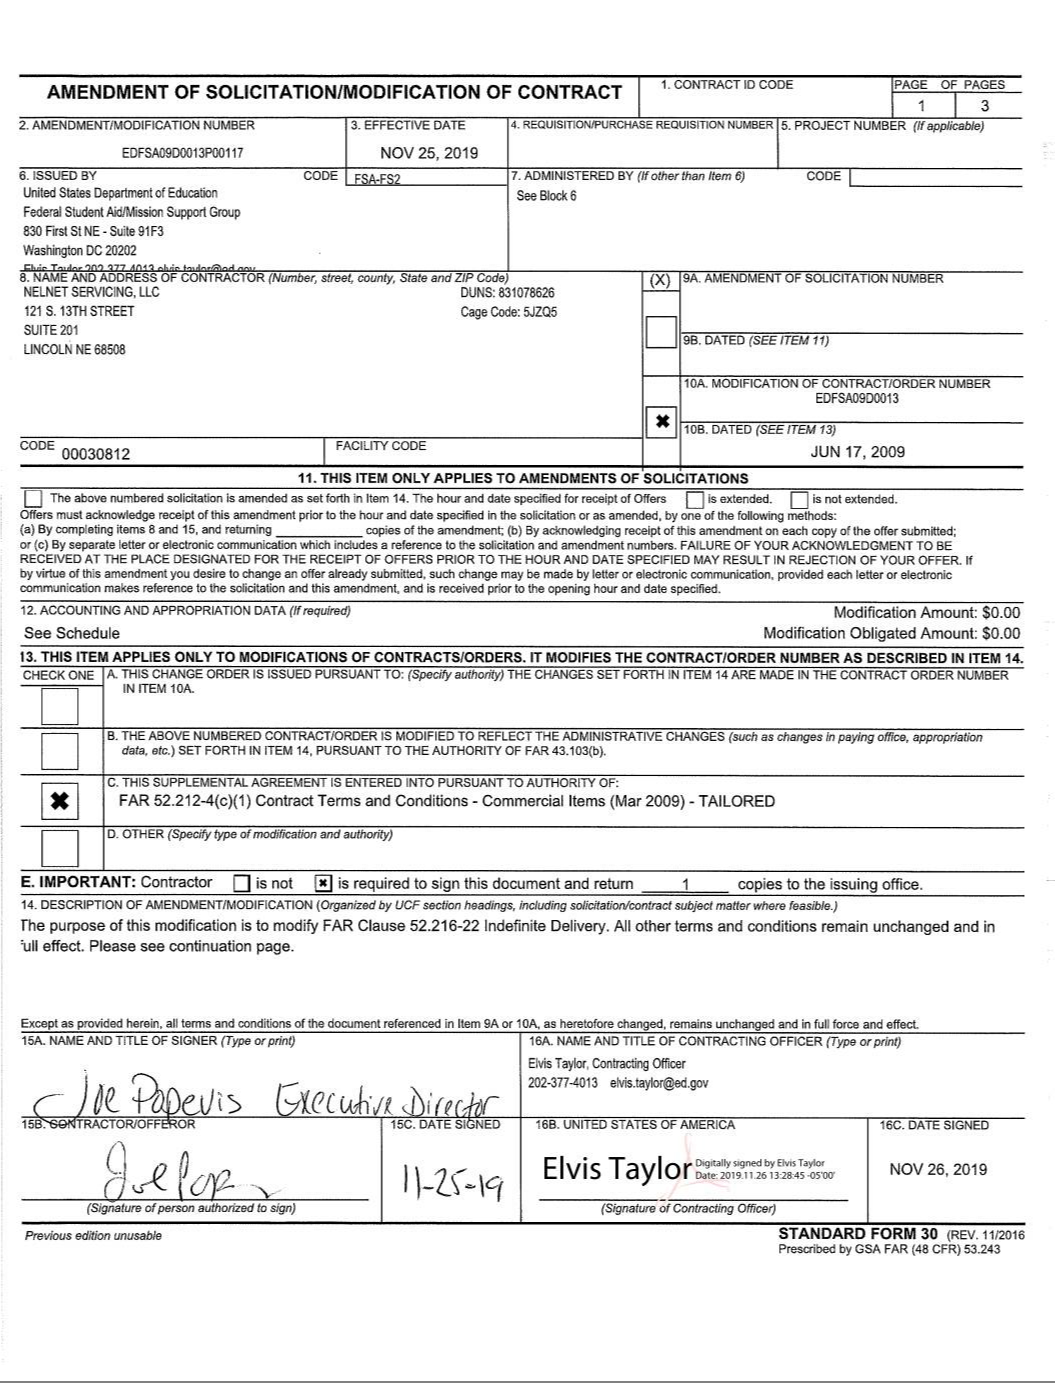 AMENDMENT OF SOLICITATION/MODIFICATION OF CONTRACT
1. CONTRACT ID CODE
PAGE OF PAGES
1 3
2. AMENDMENT/MODIFICATION NUMBER
EDFSA09D0013P00117
3. EFFECTIVE DATE
NOV 25, 2019
4. REQUISITION/PURCHASE REQUISITION NUMBER
5. PROJECT NUMBER (If applicable)
6. ISSUED BY CODE FSA-FS2
United States Department of Education
Federal Student Aid/Mission Support Group
830 First St NE - Suite 91F3
Washington DC 20202
Elvis Taylor 202-377-4013 elvis.taylor@ed.gov
7. ADMINISTERED BY (If other than Item 6) CODE
See Block 6
8. NAME AND ADDRESS OF CONTRACTOR (Number, street, county, State and ZIP Code)
NELNET SERVICING, LLC DUNS: 831078626
121 S. 13TH STREET Cage Code: 5JZQ5
SUITE 201
LINCOLN NE 68508
CODE 00030812 FACILITY CODE
(X)
9A. AMENDMENT OF SOLICITATION NUMBER
9B. DATED (SEE ITEM 11)
10A. MODIFICATION OF CONTRACT/ORDER NUMBER
EDFSA09D0013
10B. DATED (SEE ITEM 13)
JUN 17, 2009
11. THIS ITEM ONLY APPLIES TO AMENDMENTS OF SOLICITATIONS
The above numbered solicitation is amended as set forth in Item 14. The hour and date specified for receipt of Offers is extended. is not extended.
Offers must acknowledge receipt of this amendment prior to the hour and date specified in the solicitation or as amended, by one of the following methods:
(a) By completing items 8 and 15, and returning copies of the amendment; (b) By acknowledging receipt of this amendment on each copy of the offer submitted;
or (c) By separate letter or electronic communication which includes a reference to the solicitation and amendment numbers. FAILURE OF YOUR ACKNOWLEDGMENT TO BE
RECEIVED AT THE PLACE DESIGNATED FOR THE RECEIPT OF OFFERS PRIOR TO THE HOUR AND DATE SPECIFIED MAY RESULT IN REJECTION OF YOUR OFFER. If
by virtue of this amendment you desire to change an offer already submitted, such change may be made by letter or electronic communication, provided each letter or electronic
communication makes reference to the solicitation and this amendment, and is received prior to the opening hour and date specified.
12. ACCOUNTING AND APPROPRIATION DATA (If required) Modification Amount: $0.00
See Schedule Modification Obligated Amount: $0.00
13. THIS ITEM APPLIES ONLY TO MODIFICATIONS OF CONTRACTS/ORDERS. IT MODIFIES THE CONTRACT/ORDER NUMBER AS DESCRIBED IN ITEM 14.
CHECK ONE
A. THIS CHANGE ORDER IS ISSUED PURSUANT TO: (Specify authority) THE CHANGES SET FORTH IN ITEM 14 ARE MADE IN THE CONTRACT ORDER NUMBER
IN ITEM 10A.
B. THE ABOVE NUMBERED CONTRACT/ORDER IS MODIFIED TO REFLECT THE ADMINISTRATIVE CHANGES (such as changes in paying office, appropriation
data, etc.) SET FORTH IN ITEM 14, PURSUANT TO THE AUTHORITY OF FAR 43.103(b).
C. THIS SUPPLEMENTAL AGREEMENT IS ENTERED INTO PURSUANT TO AUTHORITY OF:
FAR 52.212-4(c)(1) Contract Terms and Conditions - Commercial Items (Mar 2009) - TAILORED
D. OTHER (Specify type of modification and authority)
E. IMPORTANT: Contractor is not is required to sign this document and return 1 copies to the issuing office.
14. DESCRIPTION OF AMENDMENT/MODIFICATION (Organized by UCF section headings, including solicitation/contract subject matter where feasible.)
The purpose of this modification is to modify FAR Clause 52.216-22 Indefinite Delivery. All other terms and conditions remain unchanged and in
full effect. Please see continuation page.
Except as provided herein, all terms and conditions of the document referenced in Item 9A or 10A, as heretofore changed, remains unchanged and in full force and effect.
15A. NAME AND TITLE OF SIGNER (Type or print)
Joe Popevis Executive Director
16A. NAME AND TITLE OF CONTRACTING OFFICER (Type or print)
Elvis Taylor, Contracting Officer
202-377-4013 elvis.taylor@ed.gov
15B. CONTRACTOR/OFFEROR
(Signature of person authorized to sign)
15C. DATE SIGNED
11-25-19
16B. UNITED STATES OF AMERICA
Elvis Taylor
Digitally signed by Elvis Taylor
Date: 2019.11.26 13:28:45 -05'00'
(Signature of Contracting Officer)
16C. DATE SIGNED
NOV 26, 2019
Previous edition unusable
STANDARD FORM 30 (REV. 11/2016
Prescribed by GSA FAR (48 CFR) 53.243